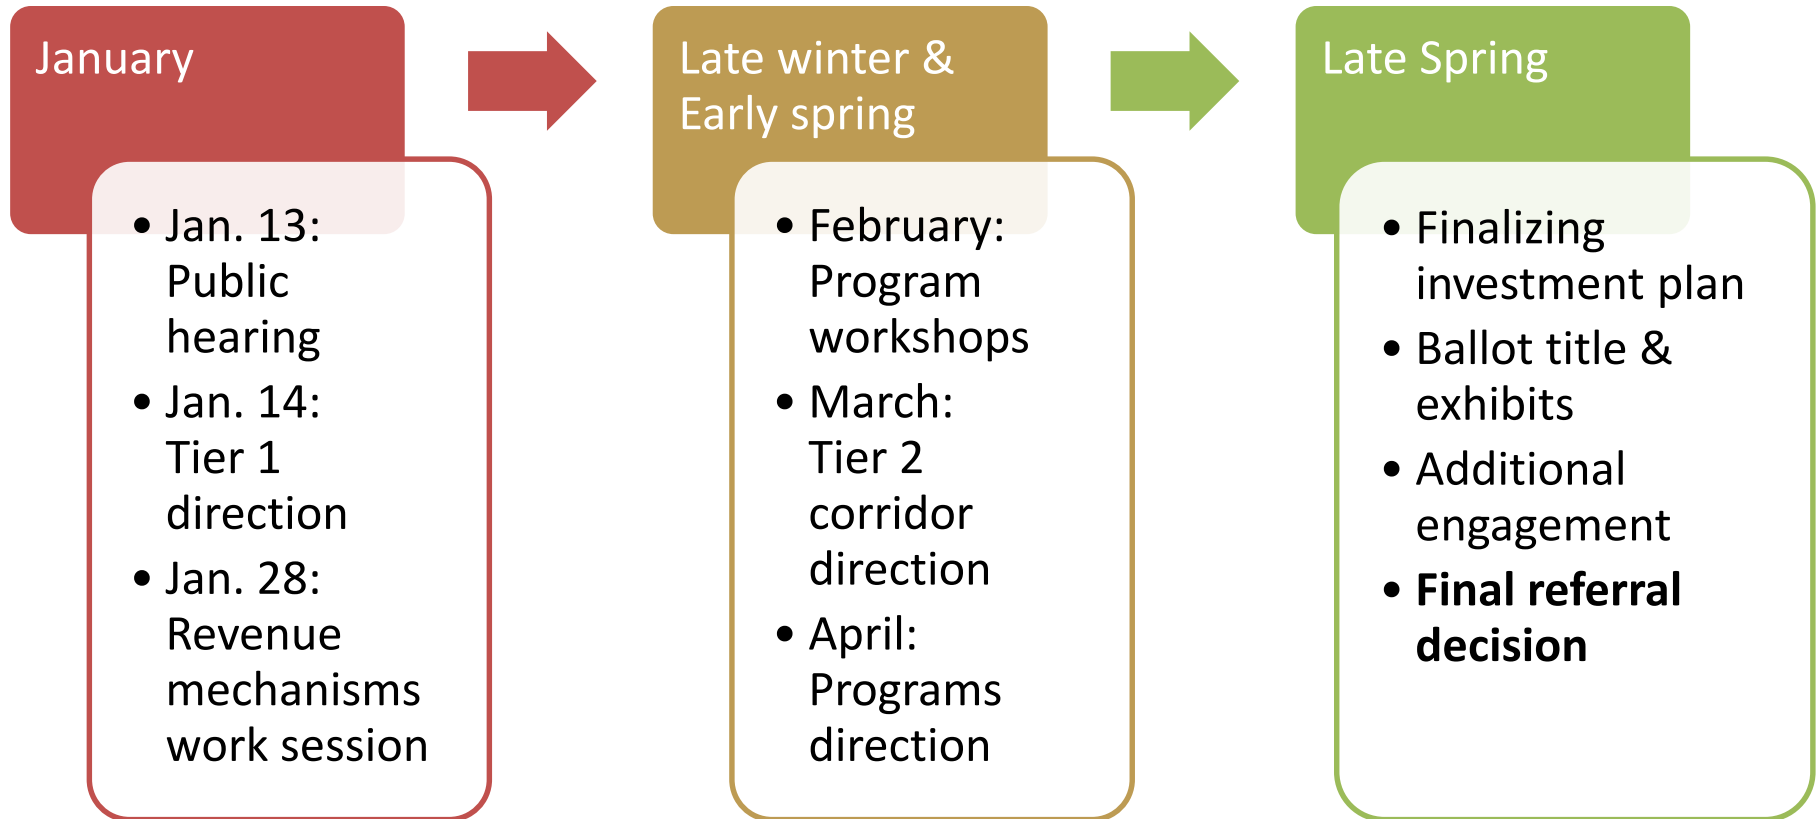 January
• Jan. 13:
Public
hearing
• Jan. 14:
Tier 1
direction
• Jan. 28:
Revenue
mechanisms
work session
Late winter &
Early spring
• February:
Program
workshops
• March:
Tier 2
corridor
direction
• April:
Programs
direction
Late Spring
• Finalizing
investment plan
• Ballot title &
exhibits
• Additional
engagement
• Final referral
decision